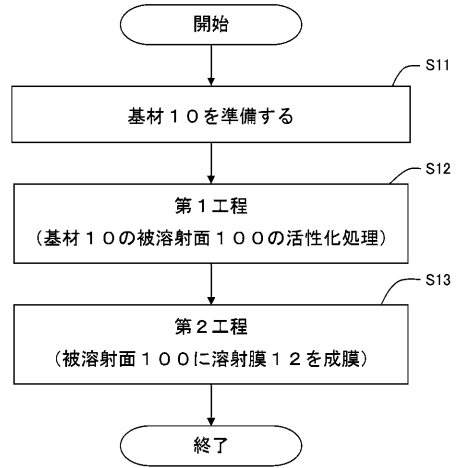 開始
S11
基材１０を準備する
S12
第１工程
（基材１０の被溶射面１００の活性化処理）
S13
第２工程
（被溶射面１００に溶射膜１２を成膜）
終了